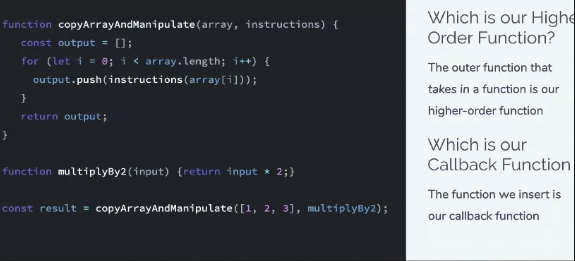 function copyArrayAndManipulate(array, instructions) {
const output = [];
for (let i = 0; i < array.length; i++) {
output.push(instructions(array[i]));
}
return output;
}
function multiplyBy2(input) {return input * 2;}
const result = copyArrayAndManipulate([1, 2, 3], multiplyBy2);
Which is our Highe
Order Function?
The outer function that
takes in a function is our
higher-order function
Which is our
Callback Function
The function we insert is
our callback function